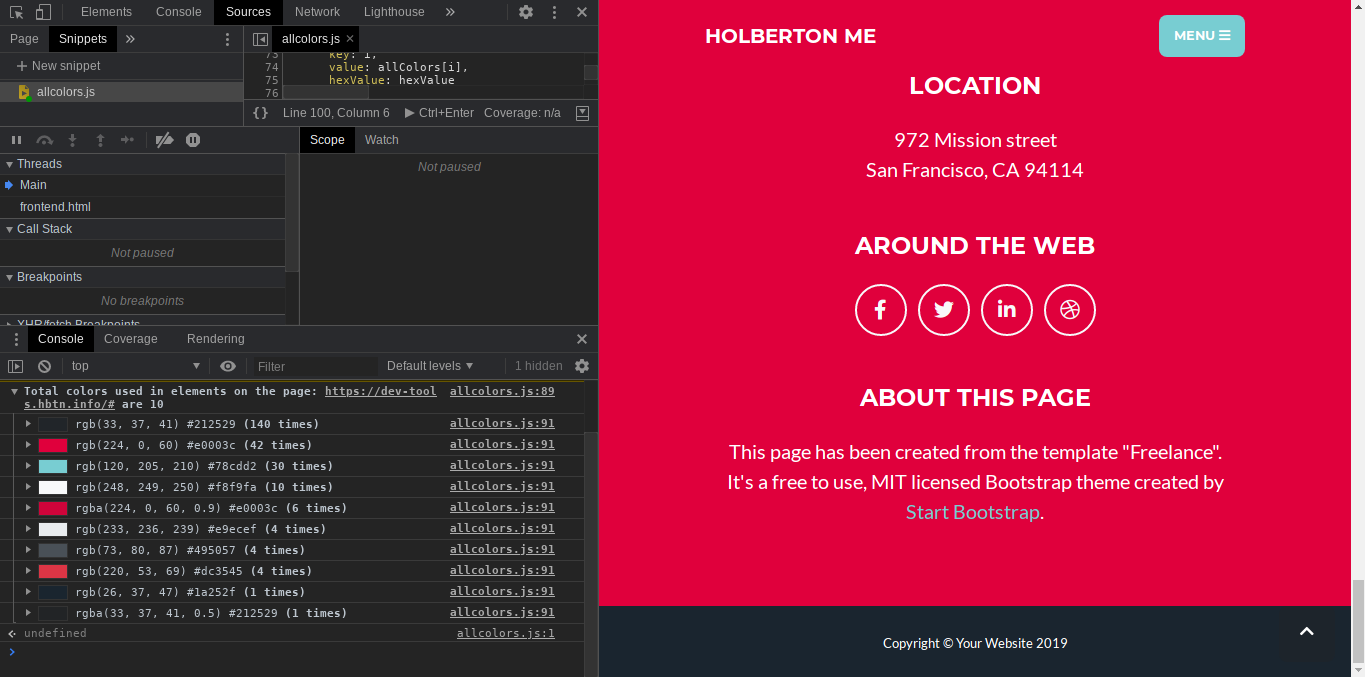 Elements Console Sources Network Lighthouse »
Page Snippets »
allcolors.js ×
+ New snippet
allcolors.js
73 key: i,
74 value: allColors[i],
75 hexValue: hexValue
76
{} Line 100, Column 6 ▶ Ctrl+Enter Coverage: n/a
Scope Watch
Not paused
Threads
Main
frontend.html
Call Stack
Not paused
Breakpoints
No breakpoints
XHR/fetch Breakpoints
Console Coverage Rendering
top Filter Default levels ▼ 1 hidden
Total colors used in elements on the page: https://dev-tool allcolors.js:89
s.hbtn.info/# are 10
rgb(33, 37, 41) #212529 (140 times) allcolors.js:91
rgb(224, 0, 60) #e0003c (42 times) allcolors.js:91
rgb(120, 205, 210) #78cdd2 (30 times) allcolors.js:91
rgb(248, 249, 250) #f8f9fa (10 times) allcolors.js:91
rgba(224, 0, 60, 0.9) #e0003c (6 times) allcolors.js:91
rgb(233, 236, 239) #e9ecef (4 times) allcolors.js:91
rgb(73, 80, 87) #495057 (4 times) allcolors.js:91
rgb(220, 53, 69) #dc3545 (4 times) allcolors.js:91
rgb(26, 37, 47) #1a252f (1 times) allcolors.js:91
rgba(33, 37, 41, 0.5) #212529 (1 times) allcolors.js:91
undefined allcolors.js:1
HOLBERTON ME MENU
LOCATION
972 Mission street
San Francisco, CA 94114
AROUND THE WEB
ABOUT THIS PAGE
This page has been created from the template "Freelance".
It's a free to use, MIT licensed Bootstrap theme created by
Start Bootstrap.
Copyright © Your Website 2019